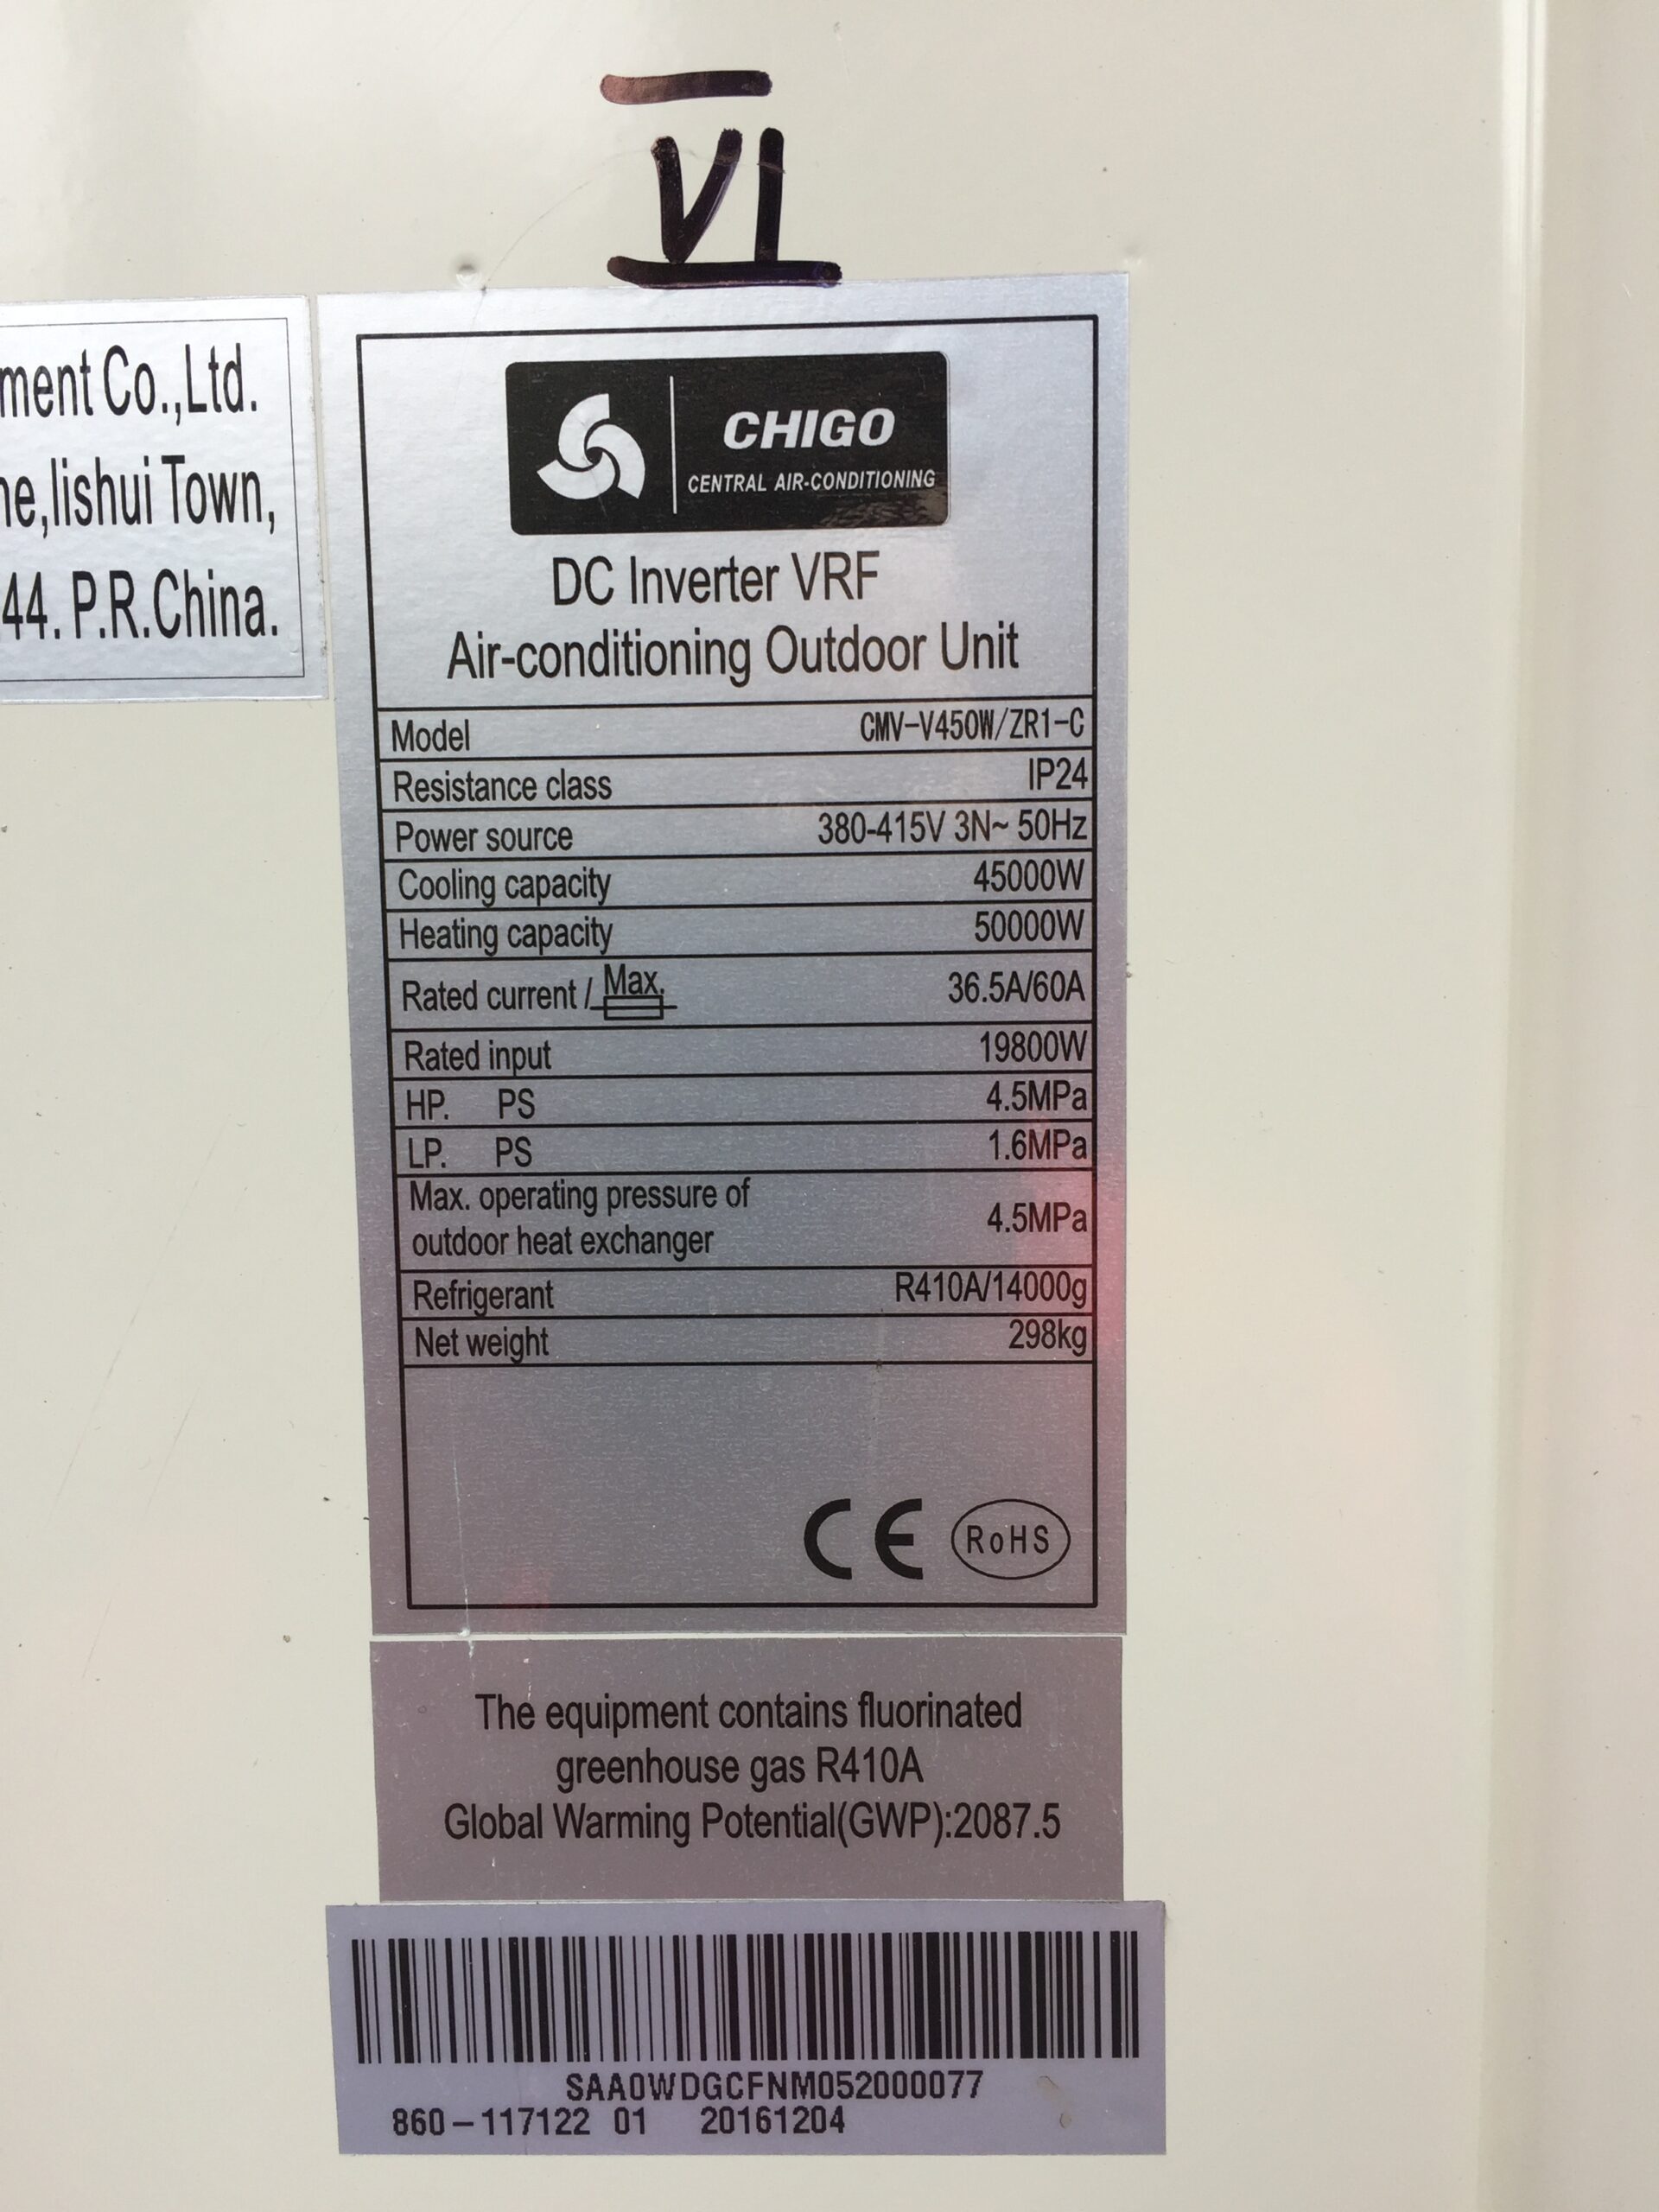 VI
ment Co.,Ltd.
ne,lishui Town,
44. P.R.China.
CHIGO
CENTRAL AIR-CONDITIONING
DC Inverter VRF
Air-conditioning Outdoor Unit
Model CMV-V450W/ZR1-C
Resistance class IP24
Power source 380-415V 3N~ 50Hz
Cooling capacity 45000W
Heating capacity 50000W
Rated current / Max. 36.5A/60A
Rated input 19800W
HP. PS 4.5MPa
LP. PS 1.6MPa
Max. operating pressure of
outdoor heat exchanger 4.5MPa
Refrigerant R410A/14000g
Net weight 298kg
CE RoHS
The equipment contains fluorinated
greenhouse gas R410A
Global Warming Potential(GWP):2087.5
SAA0WDGCFNM052000077
860-117122 01 20161204